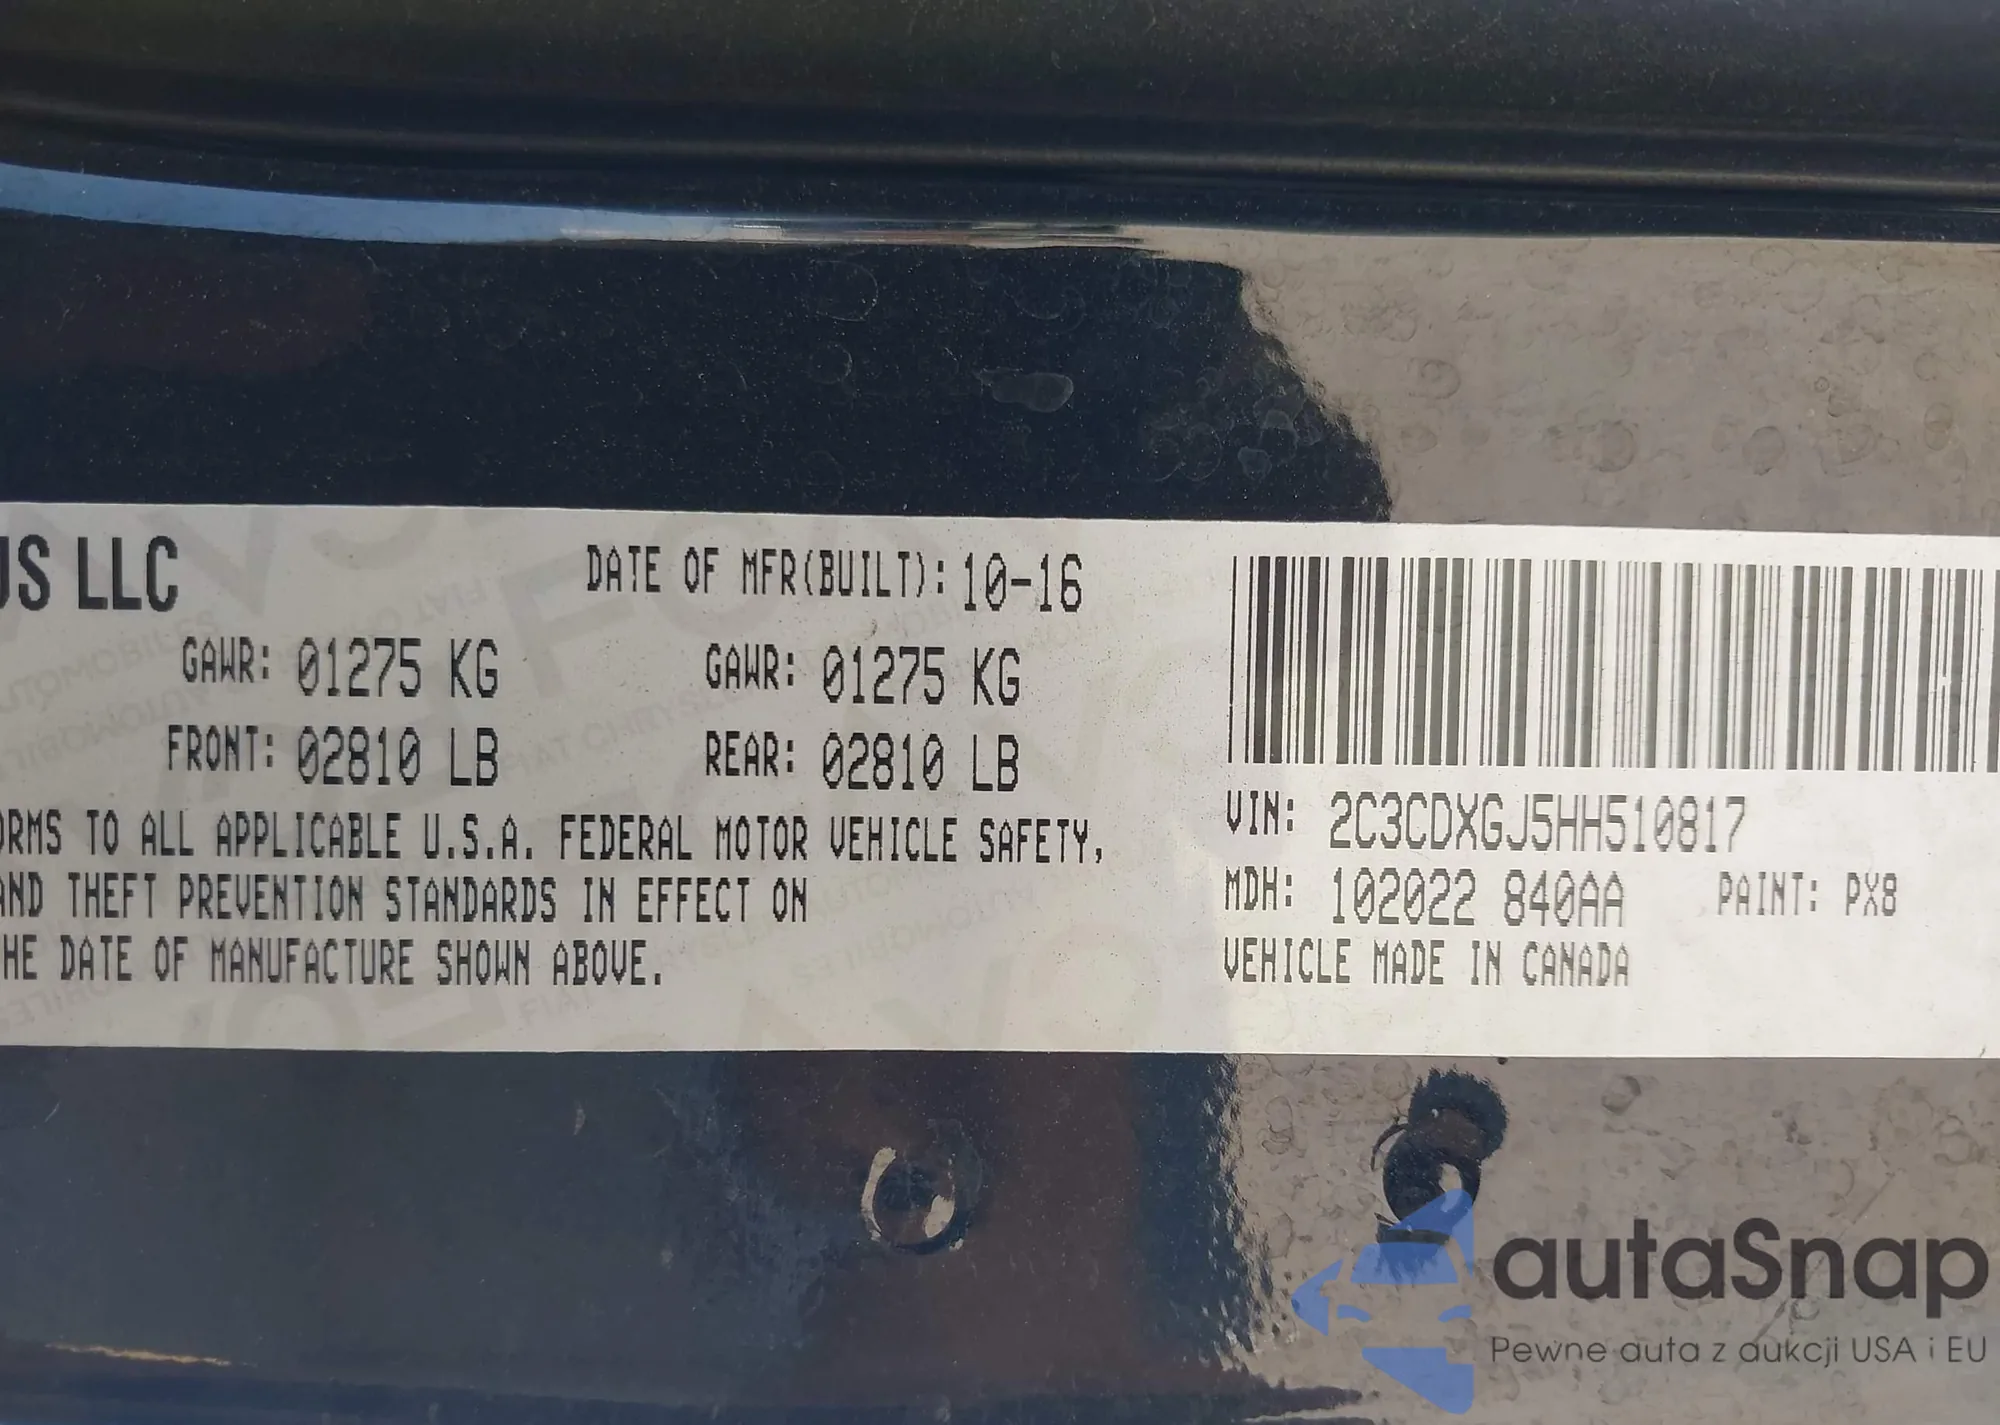 US LLC
DATE OF MFR(BUILT): 10-16
GAWR: 01275 KG GAWR: 01275 KG
FRONT: 02810 LB REAR: 02810 LB
ORMS TO ALL APPLICABLE U.S.A. FEDERAL MOTOR VEHICLE SAFETY,
AND THEFT PREVENTION STANDARDS IN EFFECT ON
HE DATE OF MANUFACTURE SHOWN ABOVE.
VIN: 2C3CDXGJ5HH510817
MDH: 102022 840AA PAINT: PX8
VEHICLE MADE IN CANADA
autaSnap
Pewne auta z aukcji USA i EU